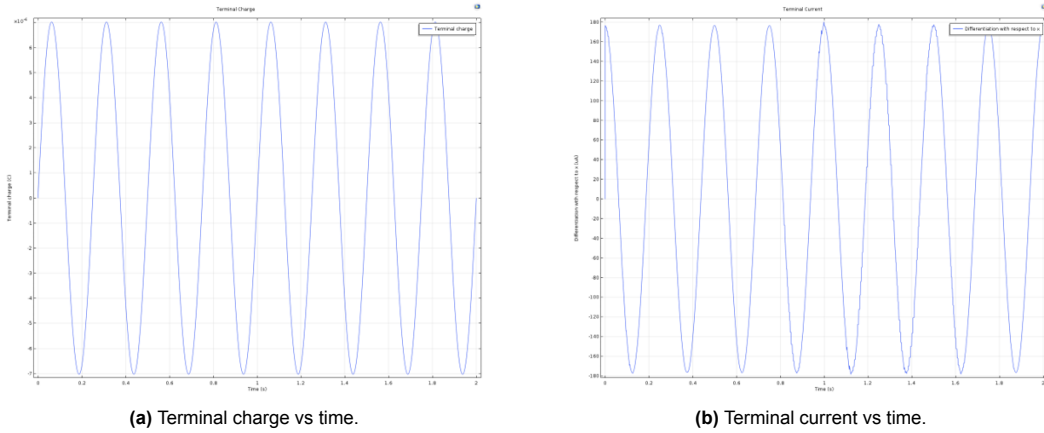 Terminal Charge
×10⁻⁶
Terminal charge
6
5
4
3
2
1
0
-1
-2
-3
-4
-5
-6
-7
Terminal charge (C)
0 0.2 0.4 0.6 0.8 1 1.2 1.4 1.6 1.8 2
Time (s)
(a) Terminal charge vs time.
Terminal Current
Differentiation with respect to x
180
160
140
120
100
80
60
40
20
0
-20
-40
-60
-80
-100
-120
-140
-160
-180
Differentiation with respect to x (uA)
0 0.2 0.4 0.6 0.8 1 1.2 1.4 1.6 1.8 2
Time (s)
(b) Terminal current vs time.